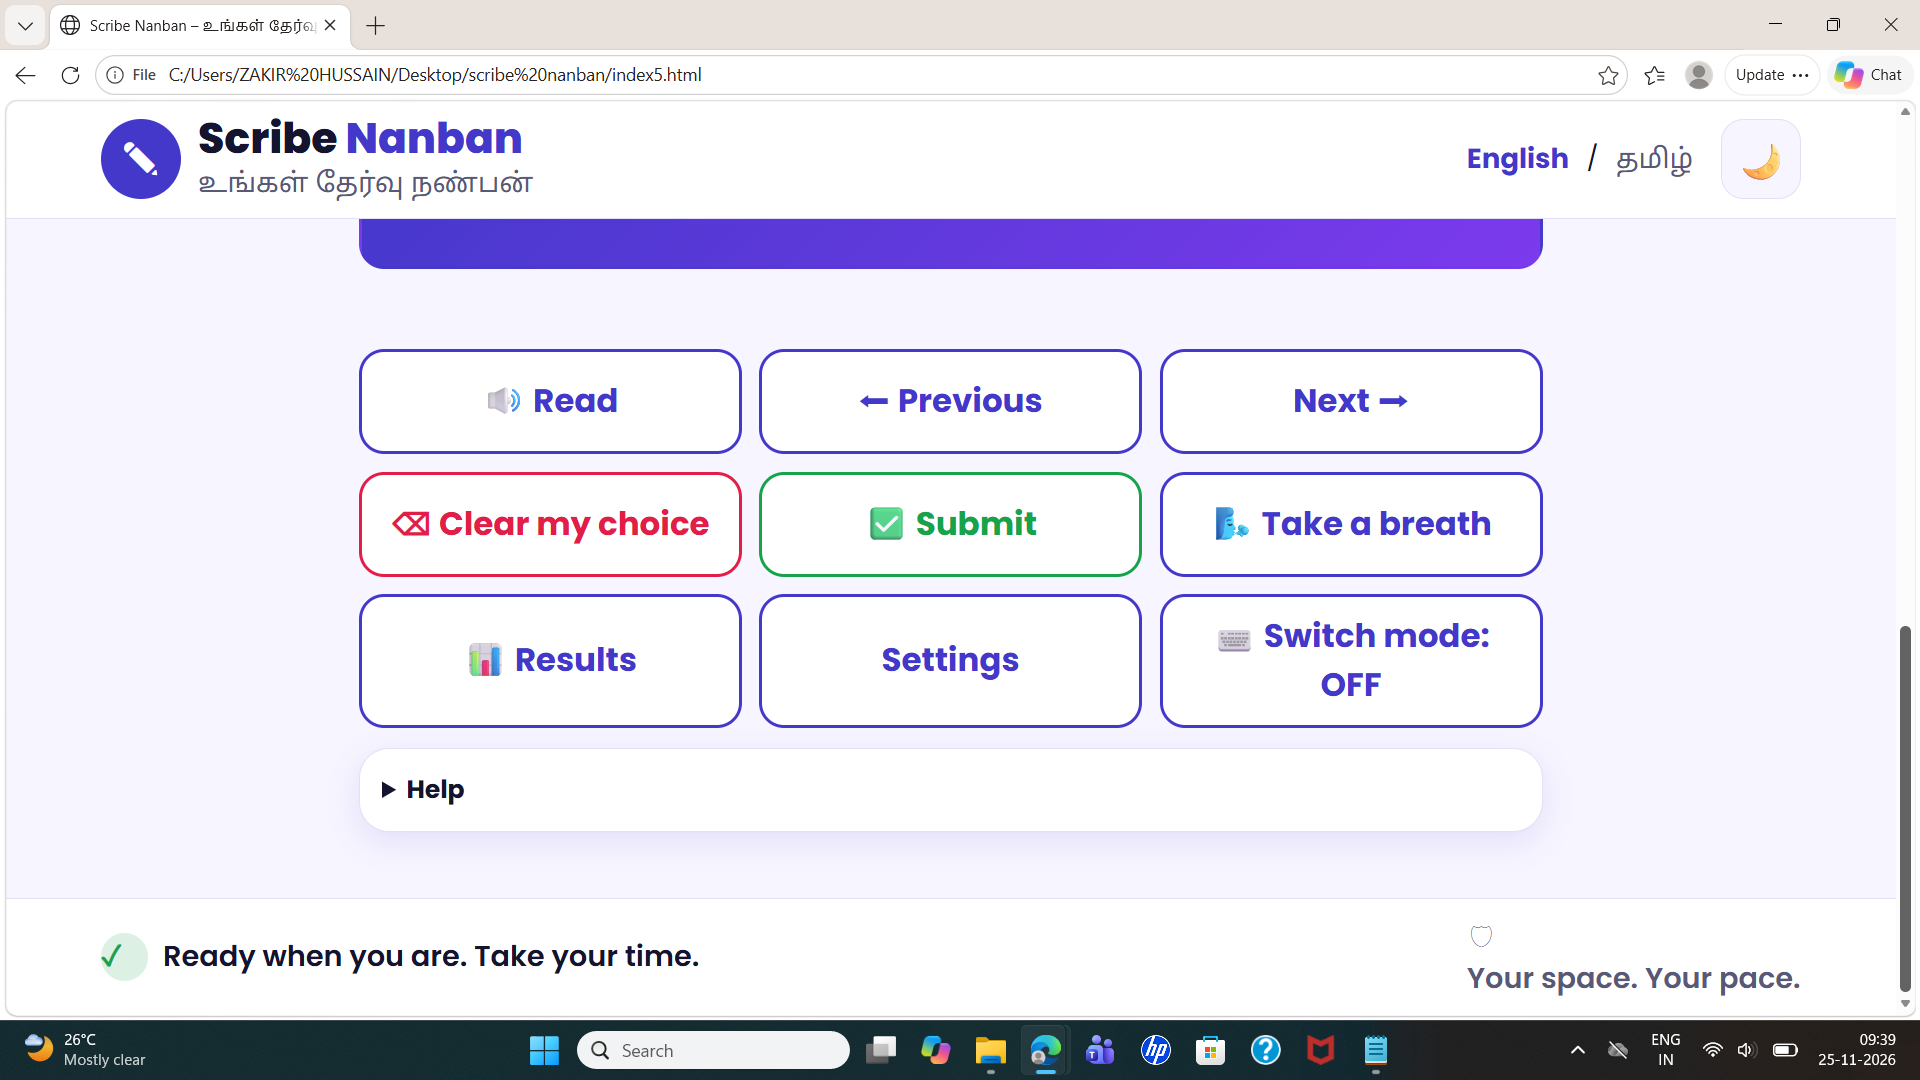 Scribe Nanban – உங்கள் தேர்வு
File C:/Users/ZAKIR%20HUSSAIN/Desktop/scribe%20nanban/index5.html
Update
Chat
Scribe Nanban
உங்கள் தேர்வு நண்பன்
English / தமிழ்
Read
← Previous
Next →
Clear my choice
Submit
Take a breath
Results
Settings
Switch mode:
OFF
Help
Ready when you are. Take your time.
Your space. Your pace.
26°C
Mostly clear
Search
hp
ENG
IN
09:39
25-11-2026